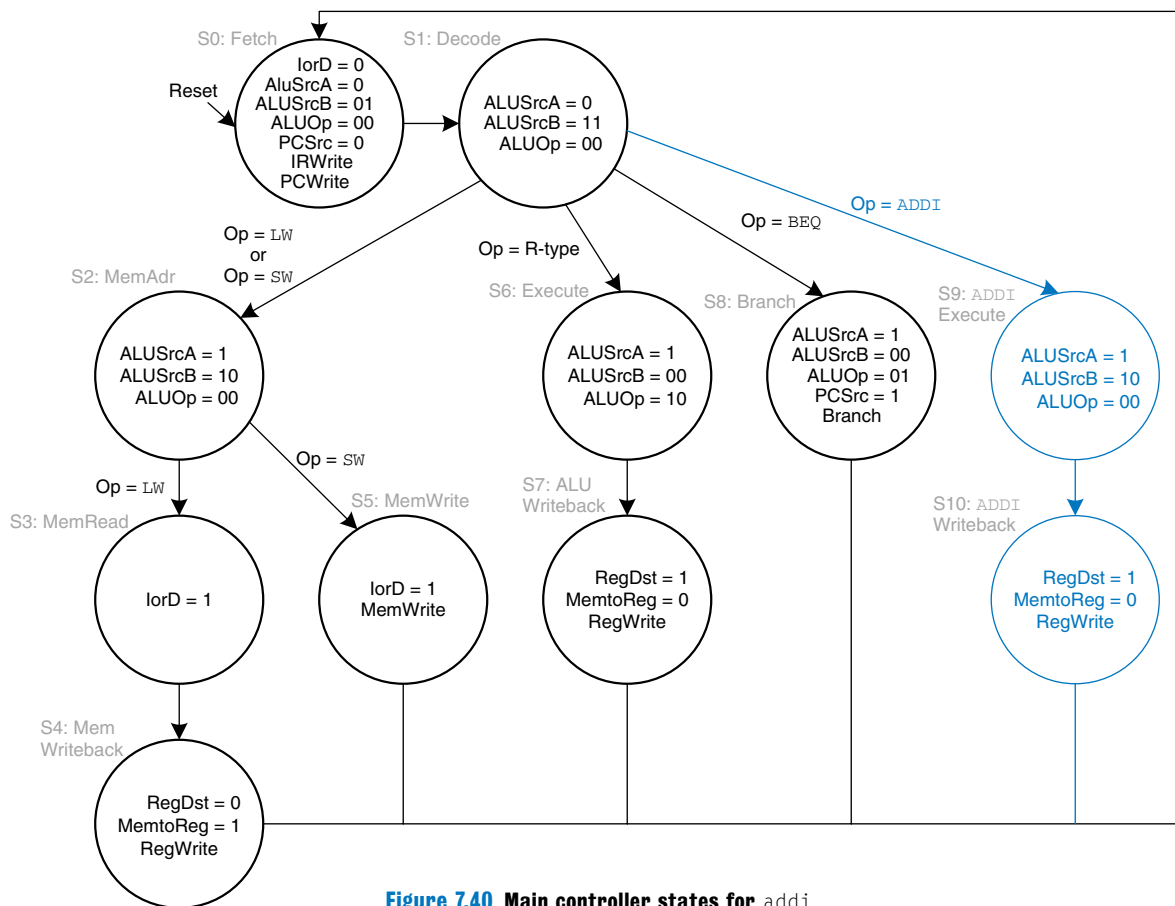 S0: Fetch
IorD = 0
AluSrcA = 0
ALUSrcB = 01
ALUOp = 00
PCSrc = 0
IRWrite
PCWrite
Reset
S1: Decode
ALUSrcA = 0
ALUSrcB = 11
ALUOp = 00
Op = LW
or
Op = SW
Op = R-type
Op = BEQ
Op = ADDI
S2: MemAdr
ALUSrcA = 1
ALUSrcB = 10
ALUOp = 00
S6: Execute
ALUSrcA = 1
ALUSrcB = 00
ALUOp = 10
S8: Branch
ALUSrcA = 1
ALUSrcB = 00
ALUOp = 01
PCSrc = 1
Branch
S9: ADDI
Execute
ALUSrcA = 1
ALUSrcB = 10
ALUOp = 00
Op = LW
Op = SW
S3: MemRead
IorD = 1
S5: MemWrite
IorD = 1
MemWrite
S7: ALU
Writeback
RegDst = 1
MemtoReg = 0
RegWrite
S10: ADDI
Writeback
RegDst = 1
MemtoReg = 0
RegWrite
S4: Mem
Writeback
RegDst = 0
MemtoReg = 1
RegWrite
Figure 7.40 Main controller states for addi